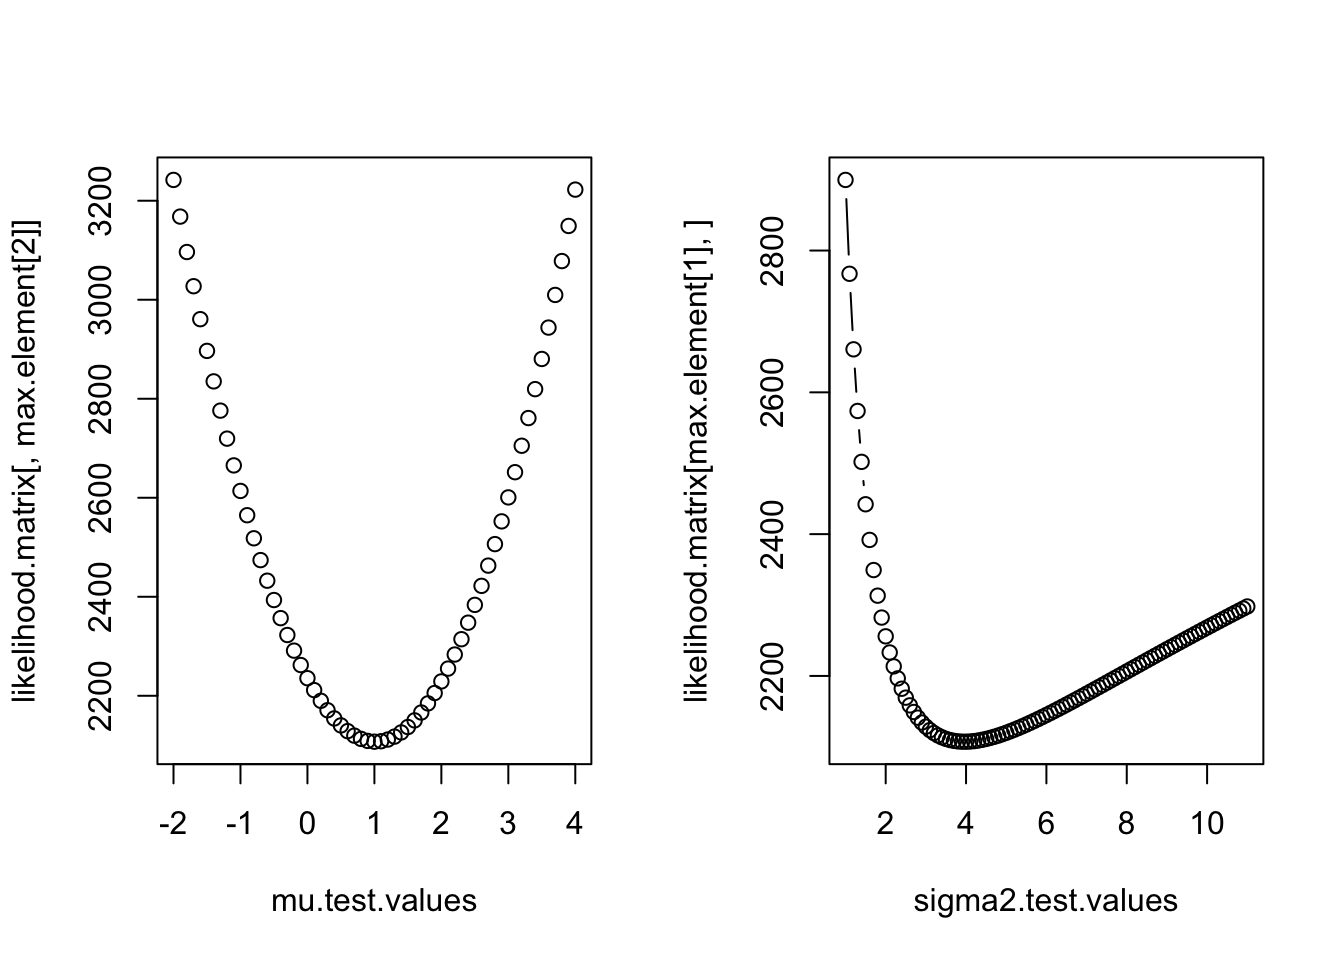 likelihood.matrix[, max.element[2]]
3200
3000
2800
2600
2400
2200
-2 -1 0 1 2 3 4
mu.test.values
likelihood.matrix[max.element[1], ]
2800
2600
2400
2200
2 4 6 8 10
sigma2.test.values